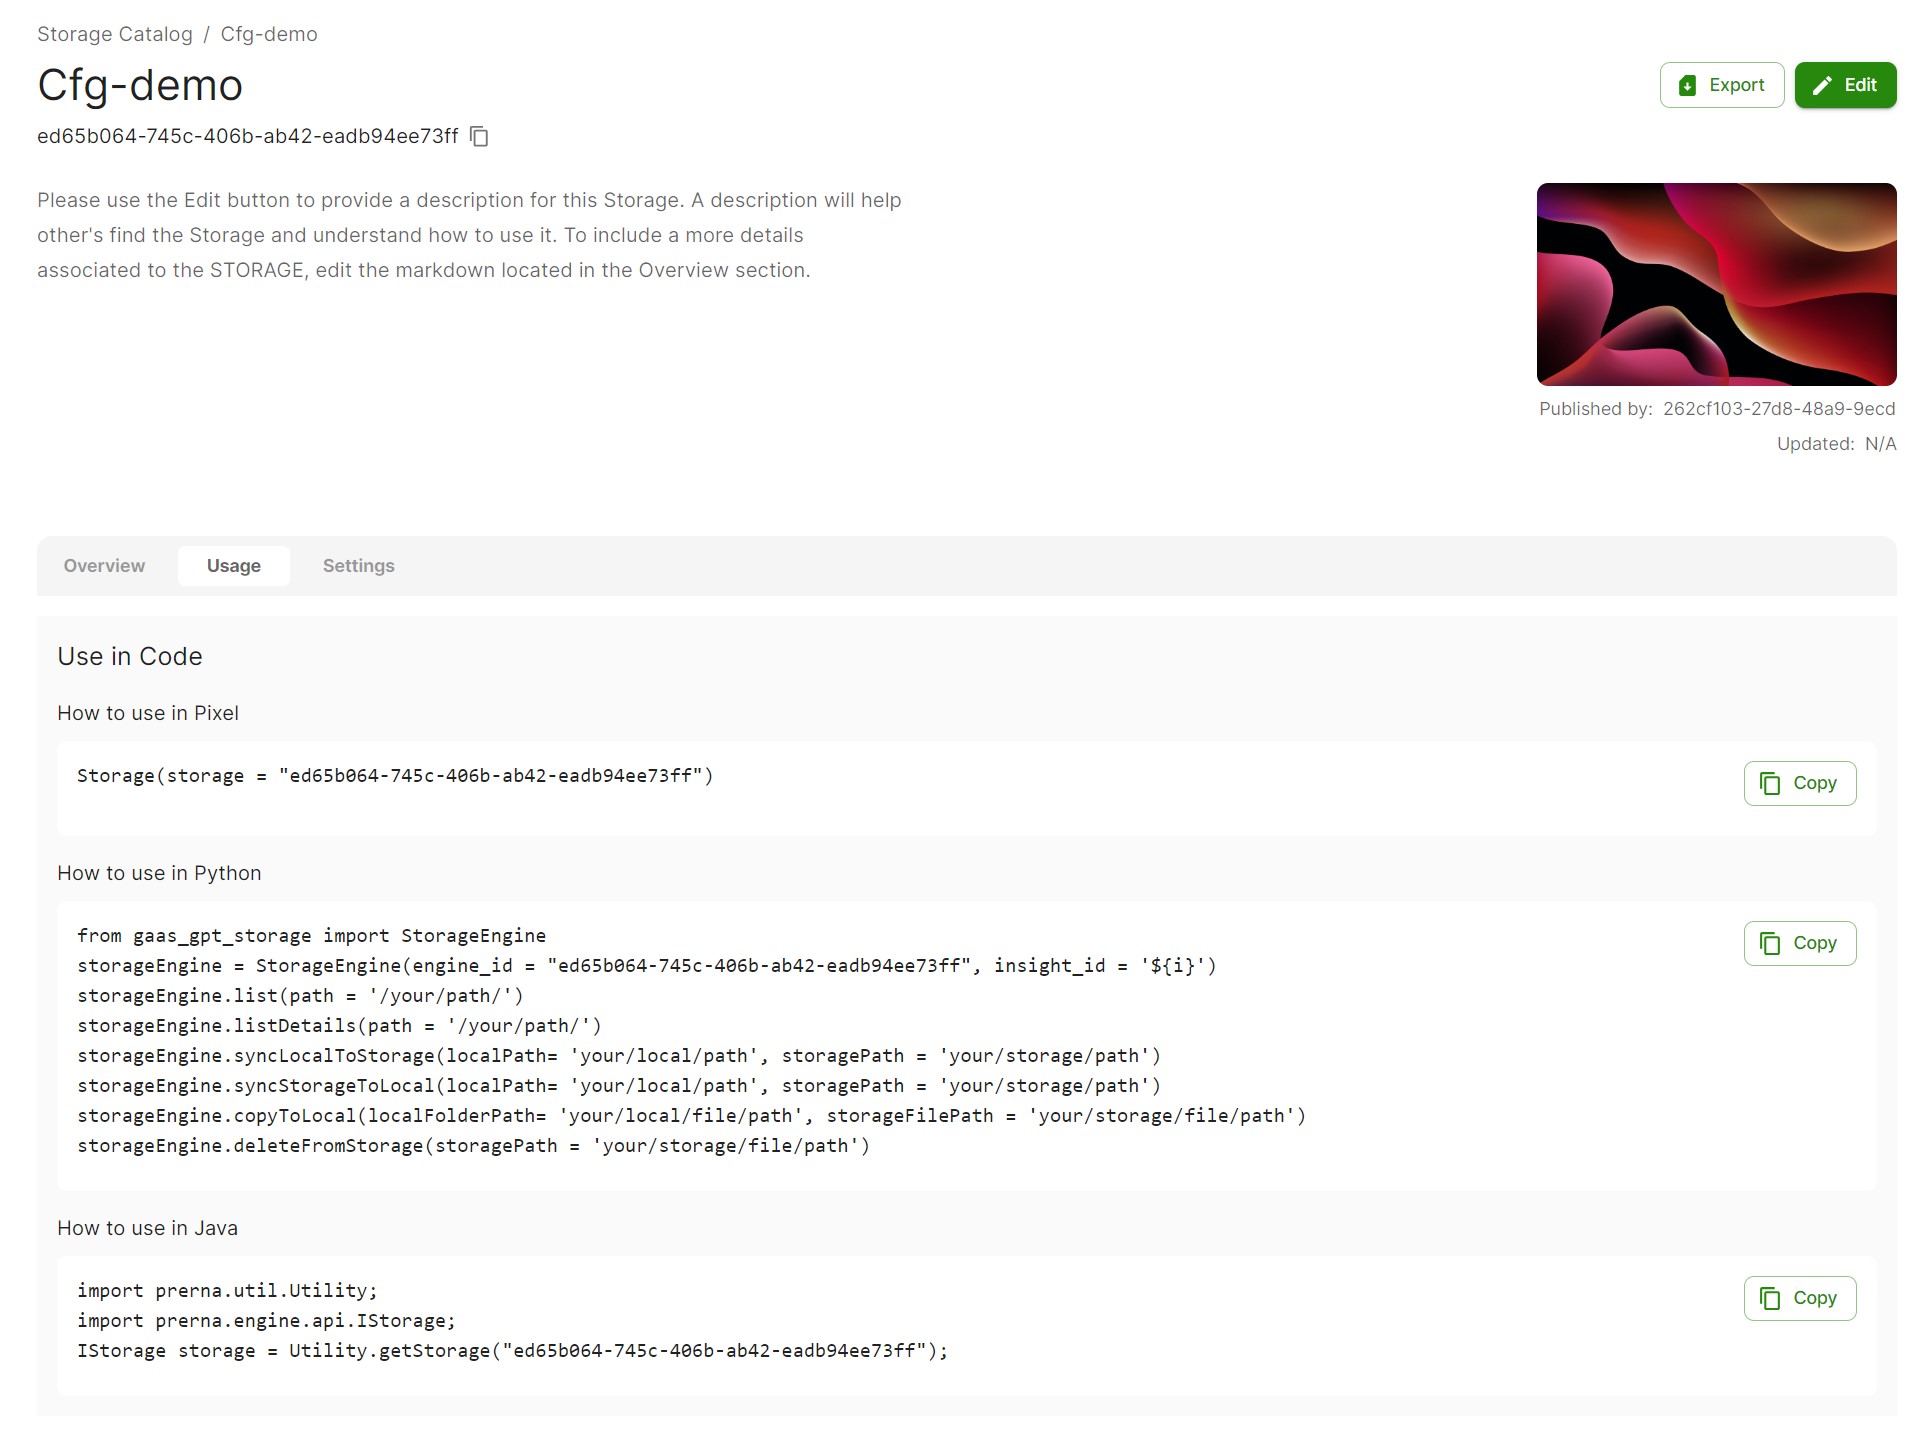 Storage Catalog / Cfg-demo
Cfg-demo
Export
Edit
ed65b064-745c-406b-ab42-eadb94ee73ff
Please use the Edit button to provide a description for this Storage. A description will help
other's find the Storage and understand how to use it. To include a more details
associated to the STORAGE, edit the markdown located in the Overview section.
Published by: 262cf103-27d8-48a9-9ecd
Updated: N/A
Overview
Usage
Settings
Use in Code
How to use in Pixel
Storage(storage = "ed65b064-745c-406b-ab42-eadb94ee73ff")
Copy
How to use in Python
from gaas_gpt_storage import StorageEngine
storageEngine = StorageEngine(engine_id = "ed65b064-745c-406b-ab42-eadb94ee73ff", insight_id = '${i}')
storageEngine.list(path = '/your/path/')
storageEngine.listDetails(path = '/your/path/')
storageEngine.syncLocalToStorage(localPath= 'your/local/path', storagePath = 'your/storage/path')
storageEngine.syncStorageToLocal(localPath= 'your/local/path', storagePath = 'your/storage/path')
storageEngine.copyToLocal(localFolderPath= 'your/local/file/path', storageFilePath = 'your/storage/file/path')
storageEngine.deleteFromStorage(storagePath = 'your/storage/file/path')
Copy
How to use in Java
import prerna.util.Utility;
import prerna.engine.api.IStorage;
IStorage storage = Utility.getStorage("ed65b064-745c-406b-ab42-eadb94ee73ff");
Copy